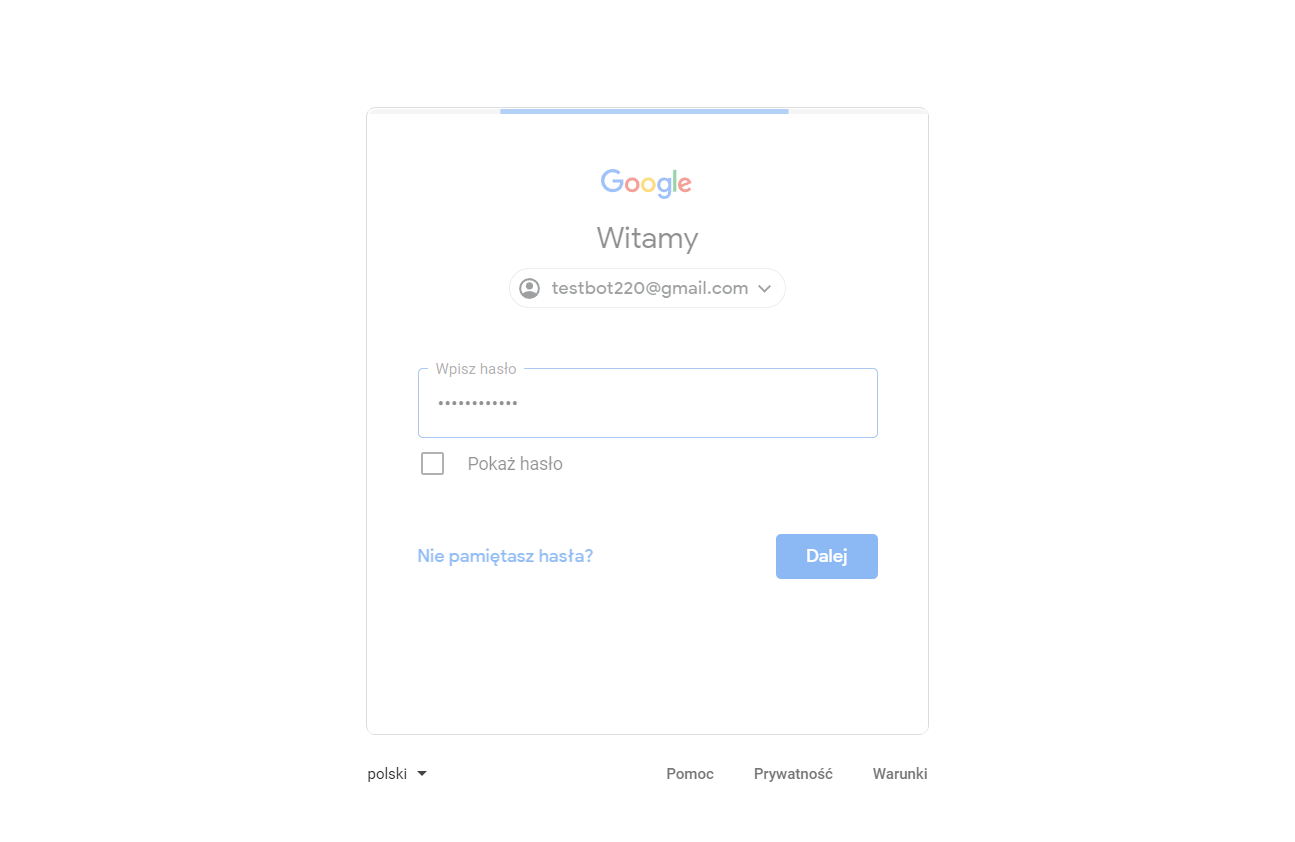 Google
Witamy
testbot220@gmail.com
Wpisz hasło
••••••••••••
Pokaż hasło
Nie pamiętasz hasła? Dalej
polski Pomoc Prywatność Warunki